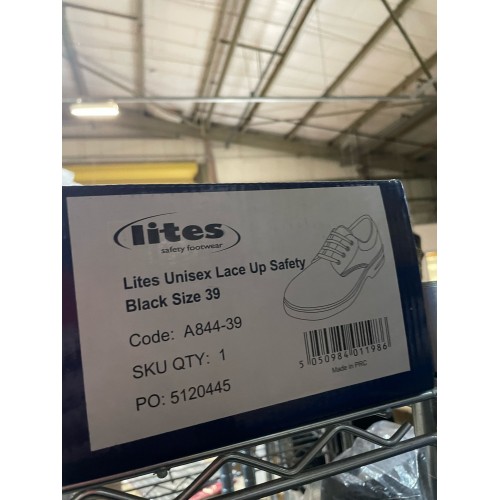 lites
safety footwear
Lites Unisex Lace Up Safety
Black Size 39
Code: A844-39
SKU QTY: 1
PO: 5120445
5 050984 011986
Made in PRC